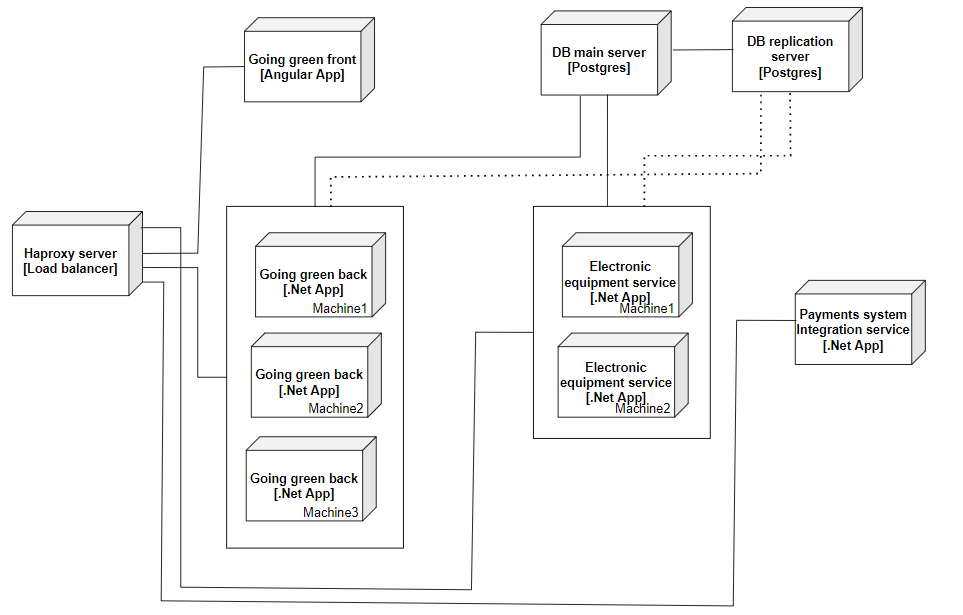 Going green front
[Angular App]
DB main server
[Postgres]
DB replication
server
[Postgres]
Haproxy server
[Load balancer]
Going green back
[.Net App]
Machine1
Going green back
[.Net App]
Machine2
Going green back
[.Net App]
Machine3
Electronic
equipment service
[.Net App]
Machine1
Electronic
equipment service
[.Net App]
Machine2
Payments system
Integration service
[.Net App]